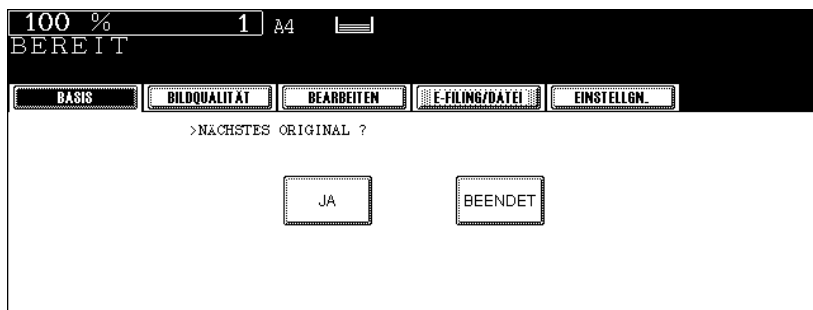 100 % 1 A4
BEREIT
BASIS BILDQUALITÄT BEARBEITEN E-FILING/DATEI EINSTELLGN.
>NÄCHSTES ORIGINAL ?
JA BEENDET